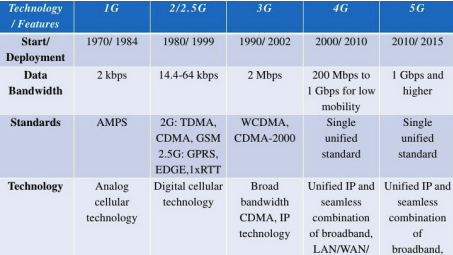 Technology / Features 1G 2/2.5G 3G 4G 5G
Start/ Deployment 1970/ 1984 1980/ 1999 1990/ 2002 2000/ 2010 2010/ 2015
Data Bandwidth 2 kbps 14.4-64 kbps 2 Mbps 200 Mbps to 1 Gbps for low mobility 1 Gbps and higher
Standards AMPS 2G: TDMA, CDMA, GSM 2.5G: GPRS, EDGE,1xRTT WCDMA, CDMA-2000 Single unified standard Single unified standard
Technology Analog cellular technology Digital cellular technology Broad bandwidth CDMA, IP technology Unified IP and seamless combination of broadband, LAN/WAN/ Unified IP and seamless combination of broadband,